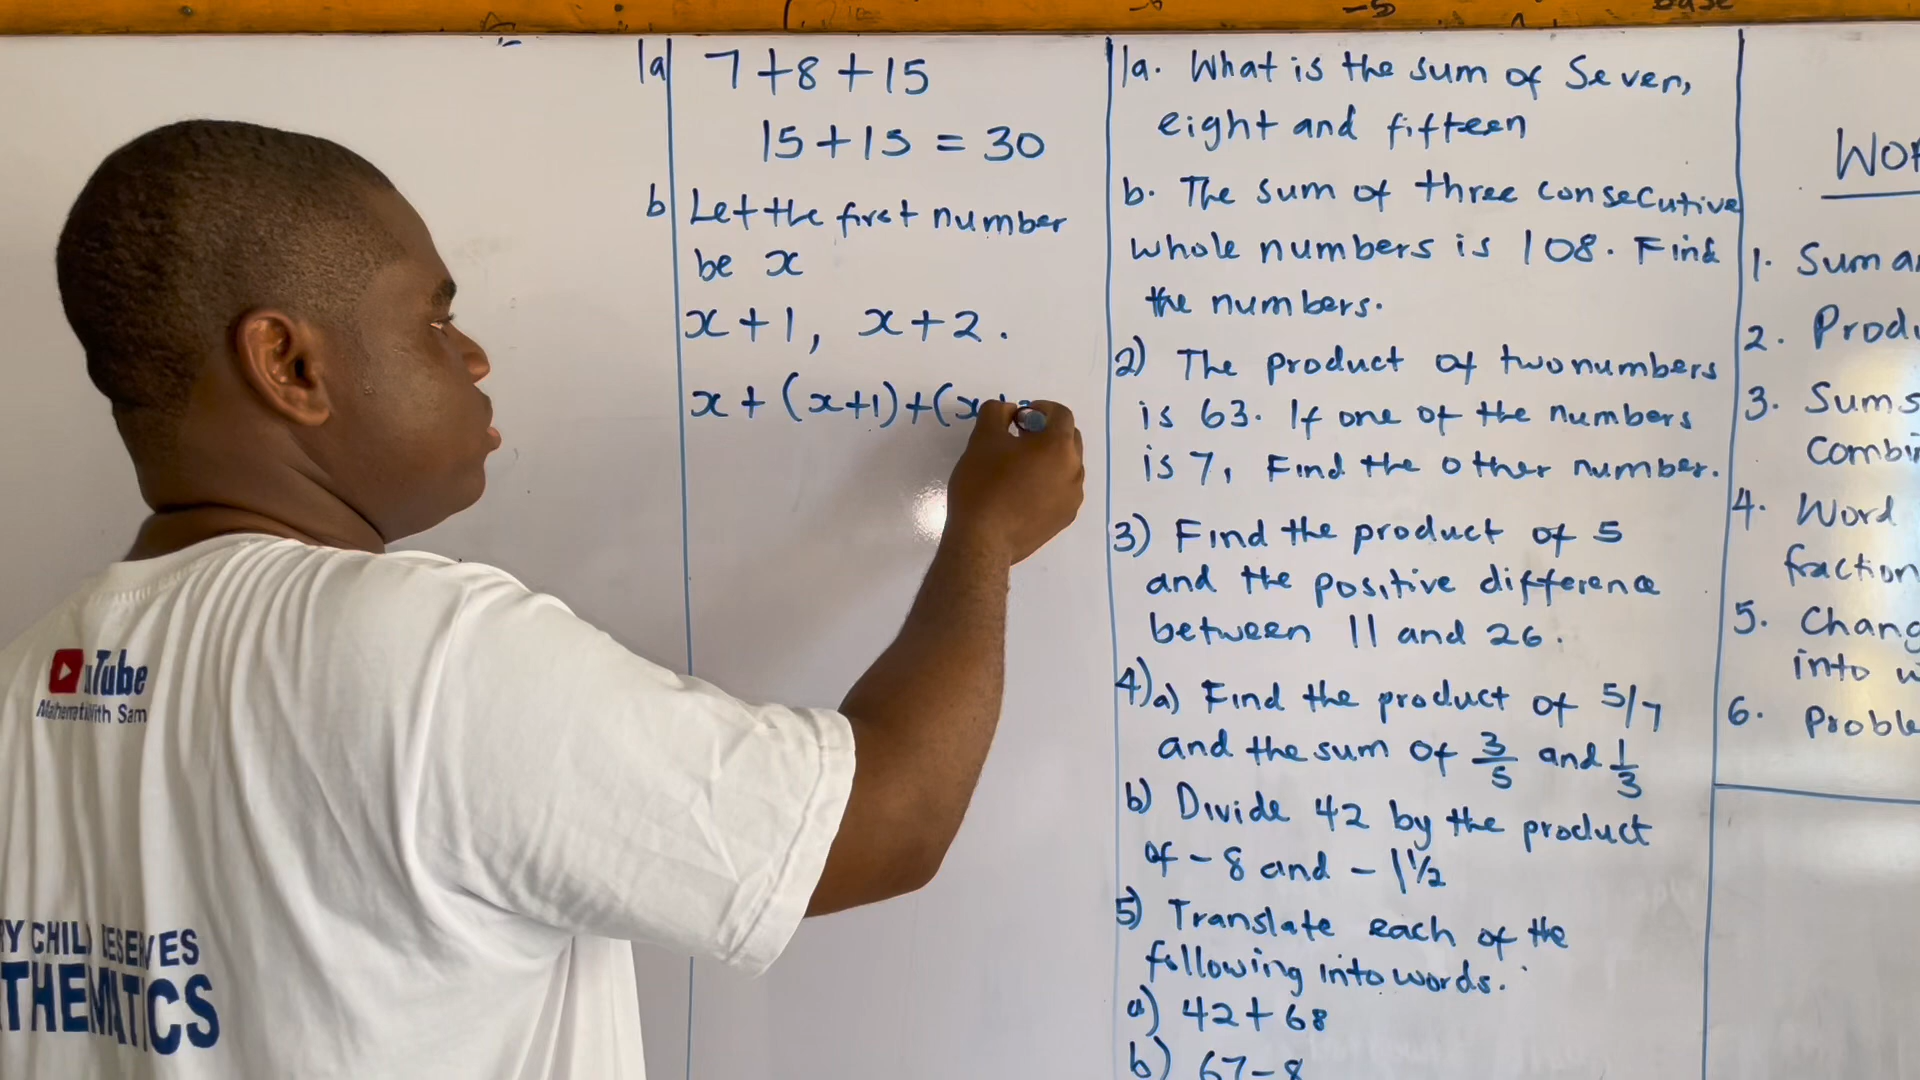 1a 7+8+15
15+15 = 30
b Let the first number
be x
x+1, x+2.
x + (x+1)+(x+
1a. What is the sum of Seven,
eight and fifteen
b. The sum of three consecutive
whole numbers is 108. Find
the numbers.
2) The product of two numbers
is 63. If one of the numbers
is 7, Find the other number.
3) Find the product of 5
and the positive difference
between 11 and 26.
4)a) Find the product of 5/7
and the sum of 3/5 and 1/3
b) Divide 42 by the product
of -8 and -1 1/2
5) Translate each of the
following into words.
a) 42+68
b) 67-8
1. Sum
2.
3. Sums
4. Word
fraction
5.
into
6.
Tube
With Sam
THEMATICS